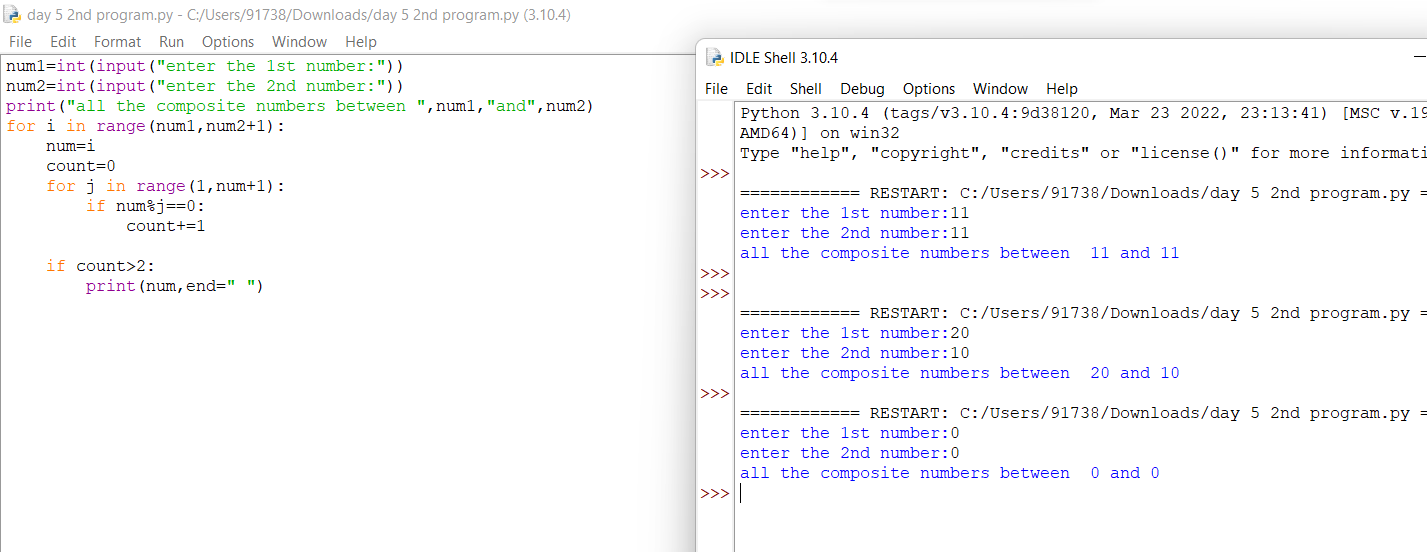 day 5 2nd program.py - C:/Users/91738/Downloads/day 5 2nd program.py (3.10.4)
File Edit Format Run Options Window Help
num1=int(input("enter the 1st number:"))
num2=int(input("enter the 2nd number:"))
print("all the composite numbers between ",num1,"and",num2)
for i in range(num1,num2+1):
    num=i
    count=0
    for j in range(1,num+1):
        if num%j==0:
            count+=1
    if count>2:
        print(num,end=" ")
IDLE Shell 3.10.4
File Edit Shell Debug Options Window Help
Python 3.10.4 (tags/v3.10.4:9d38120, Mar 23 2022, 23:13:41) [MSC v.19
AMD64)] on win32
Type "help", "copyright", "credits" or "license()" for more informati
>>>
============ RESTART: C:/Users/91738/Downloads/day 5 2nd program.py =
enter the 1st number:11
enter the 2nd number:11
all the composite numbers between  11 and 11
>>>
>>>
============ RESTART: C:/Users/91738/Downloads/day 5 2nd program.py =
enter the 1st number:20
enter the 2nd number:10
all the composite numbers between  20 and 10
>>>
============ RESTART: C:/Users/91738/Downloads/day 5 2nd program.py =
enter the 1st number:0
enter the 2nd number:0
all the composite numbers between  0 and 0
>>>